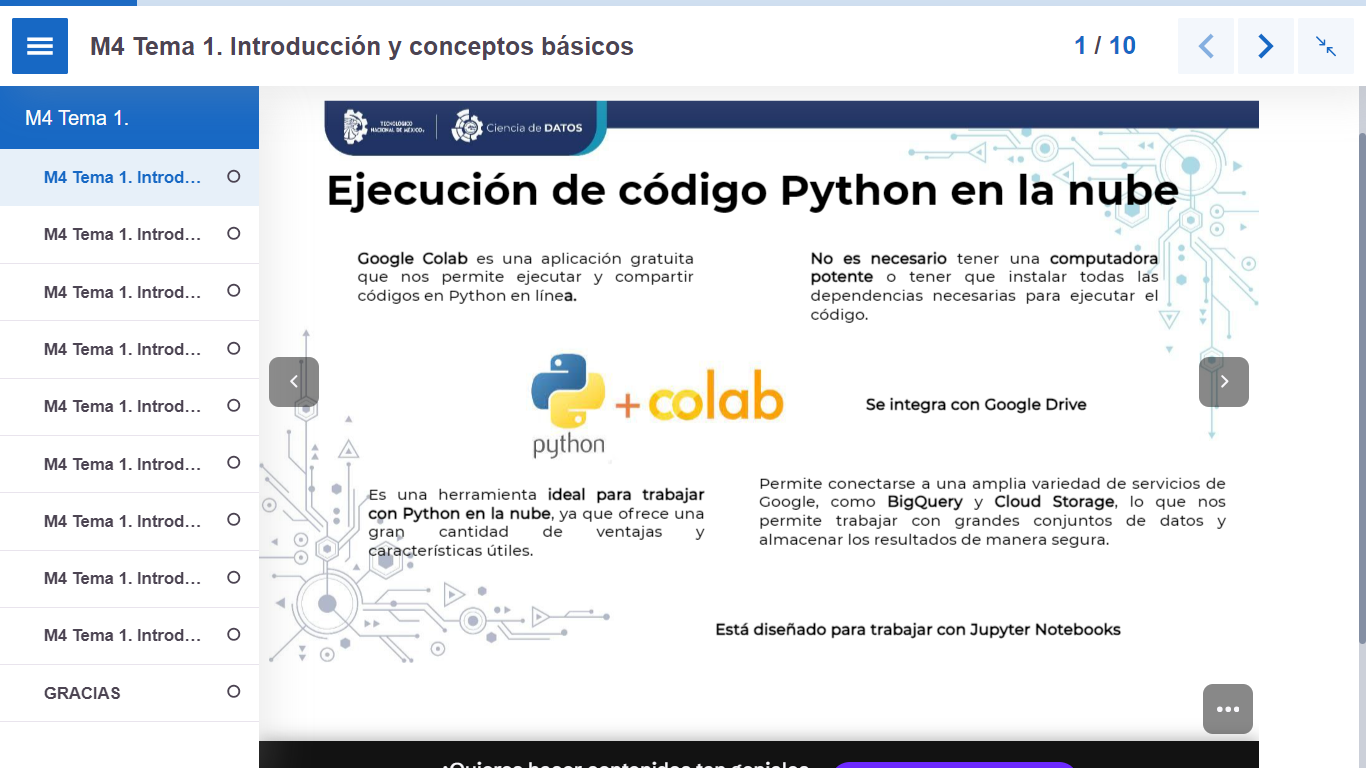 M4 Tema 1. Introducción y conceptos básicos
1 / 10
M4 Tema 1.
M4 Tema 1. Introd...
M4 Tema 1. Introd...
M4 Tema 1. Introd...
M4 Tema 1. Introd...
M4 Tema 1. Introd...
M4 Tema 1. Introd...
M4 Tema 1. Introd...
M4 Tema 1. Introd...
M4 Tema 1. Introd...
GRACIAS
TECNOLÓGICO
NACIONAL DE MÉXICO
Ciencia de DATOS
Ejecución de código Python en la nube
Google Colab es una aplicación gratuita
que nos permite ejecutar y compartir
códigos en Python en línea.
No es necesario tener una computadora
potente o tener que instalar todas las
dependencias necesarias para ejecutar el
código.
python
+ colab
Se integra con Google Drive
Es una herramienta ideal para trabajar
con Python en la nube, ya que ofrece una
gran cantidad de ventajas y
características útiles.
Permite conectarse a una amplia variedad de servicios de
Google, como BigQuery y Cloud Storage, lo que nos
permite trabajar con grandes conjuntos de datos y
almacenar los resultados de manera segura.
Está diseñado para trabajar con Jupyter Notebooks